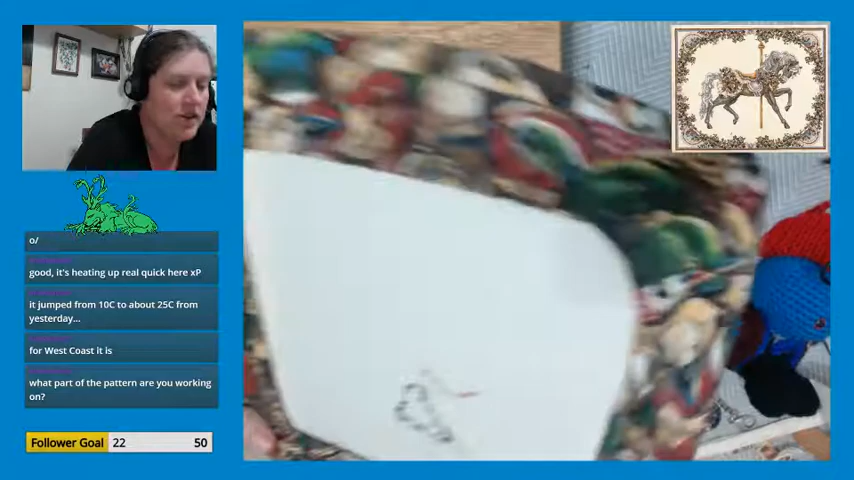 o/
good, it's heating up real quick here xP
it jumped from 10C to about 25C from
yesterday...
for West Coast it is
what part of the pattern are you working
on?
Follower Goal 22 50